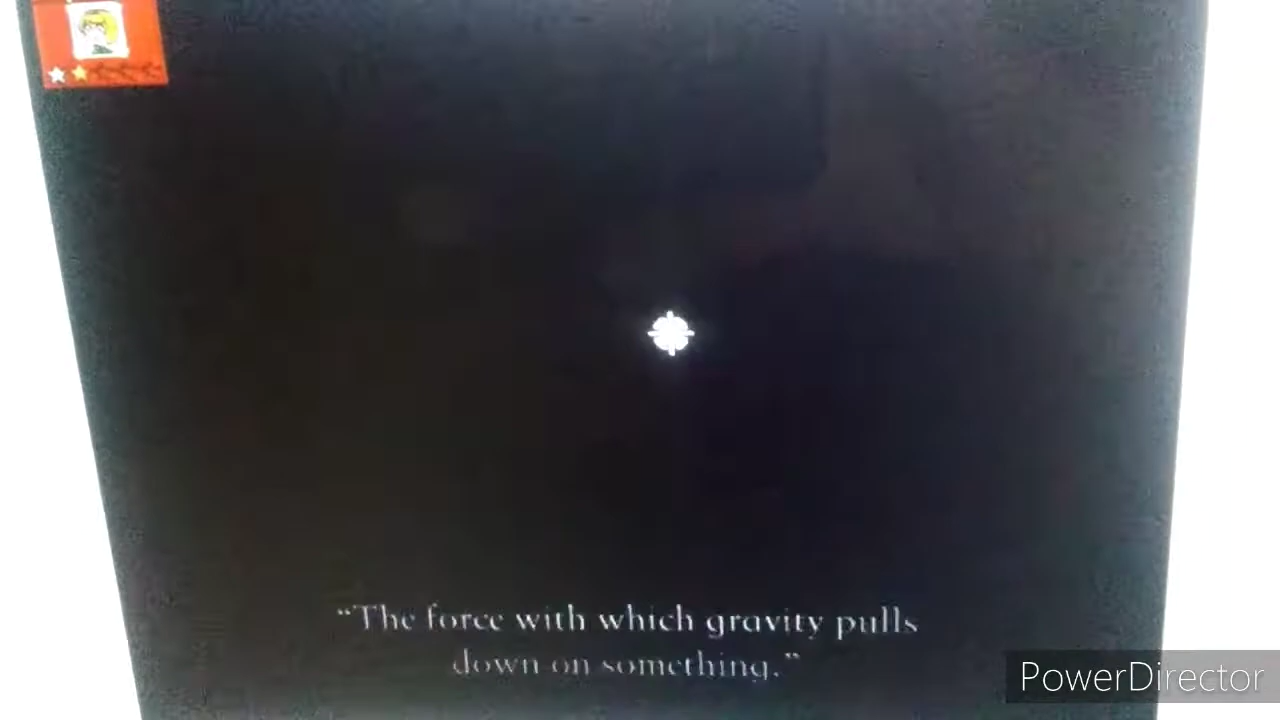 “The force with which gravity pulls
down on something.”
PowerDirector